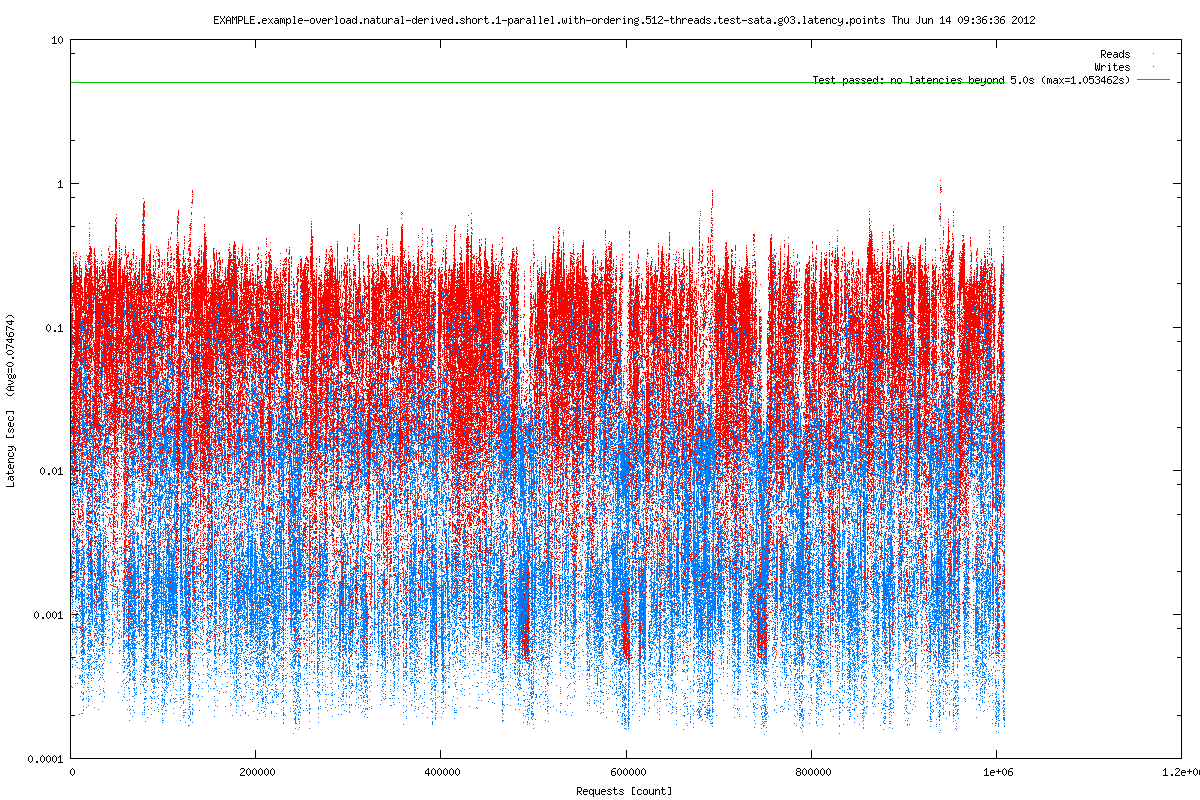 EXAMPLE.example-overload.natural-derived.short.1-parallel.with-ordering.512-threads.test-sata.g03.latency.points Thu Jun 14 09:36:36 2012
Reads
Writes
Test passed: no latencies beyond 5.0s (max=1.053462s)
10
1
0.1
0.01
0.001
0.0001
Latency [sec] (Avg=0.074674)
0
200000
400000
600000
800000
1e+06
1.2e+0
Requests [count]